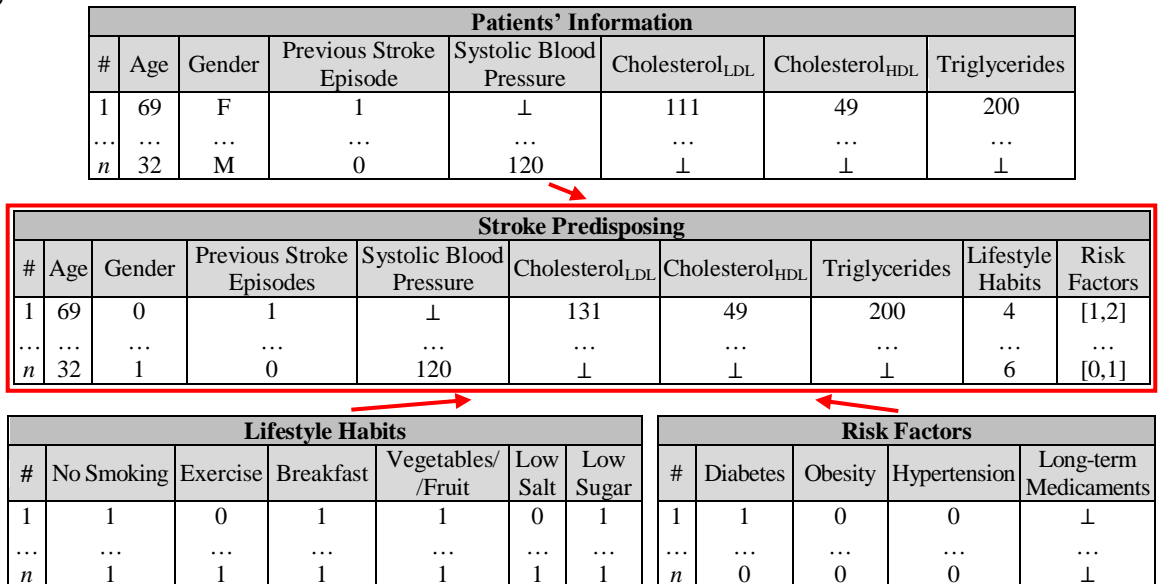 Patients' Information
# Age Gender Previous Stroke Episode Systolic Blood Pressure Cholesterol_LDL Cholesterol_HDL Triglycerides
1 69 F 1 ⊥ 111 49 200
… … … … … … … …
n 32 M 0 120 ⊥ ⊥ ⊥
Stroke Predisposing
# Age Gender Previous Stroke Episodes Systolic Blood Pressure Cholesterol_LDL Cholesterol_HDL Triglycerides Lifestyle Habits Risk Factors
1 69 0 1 ⊥ 131 49 200 4 [1,2]
… … … … … … … … … …
n 32 1 0 120 ⊥ ⊥ ⊥ 6 [0,1]
Lifestyle Habits
# No Smoking Exercise Breakfast Vegetables/ /Fruit Low Salt Low Sugar
1 1 0 1 1 0 1
… … … … … … …
n 1 1 1 1 1 1
Risk Factors
# Diabetes Obesity Hypertension Long-term Medicaments
1 1 0 0 ⊥
… … … … …
n 0 0 0 ⊥